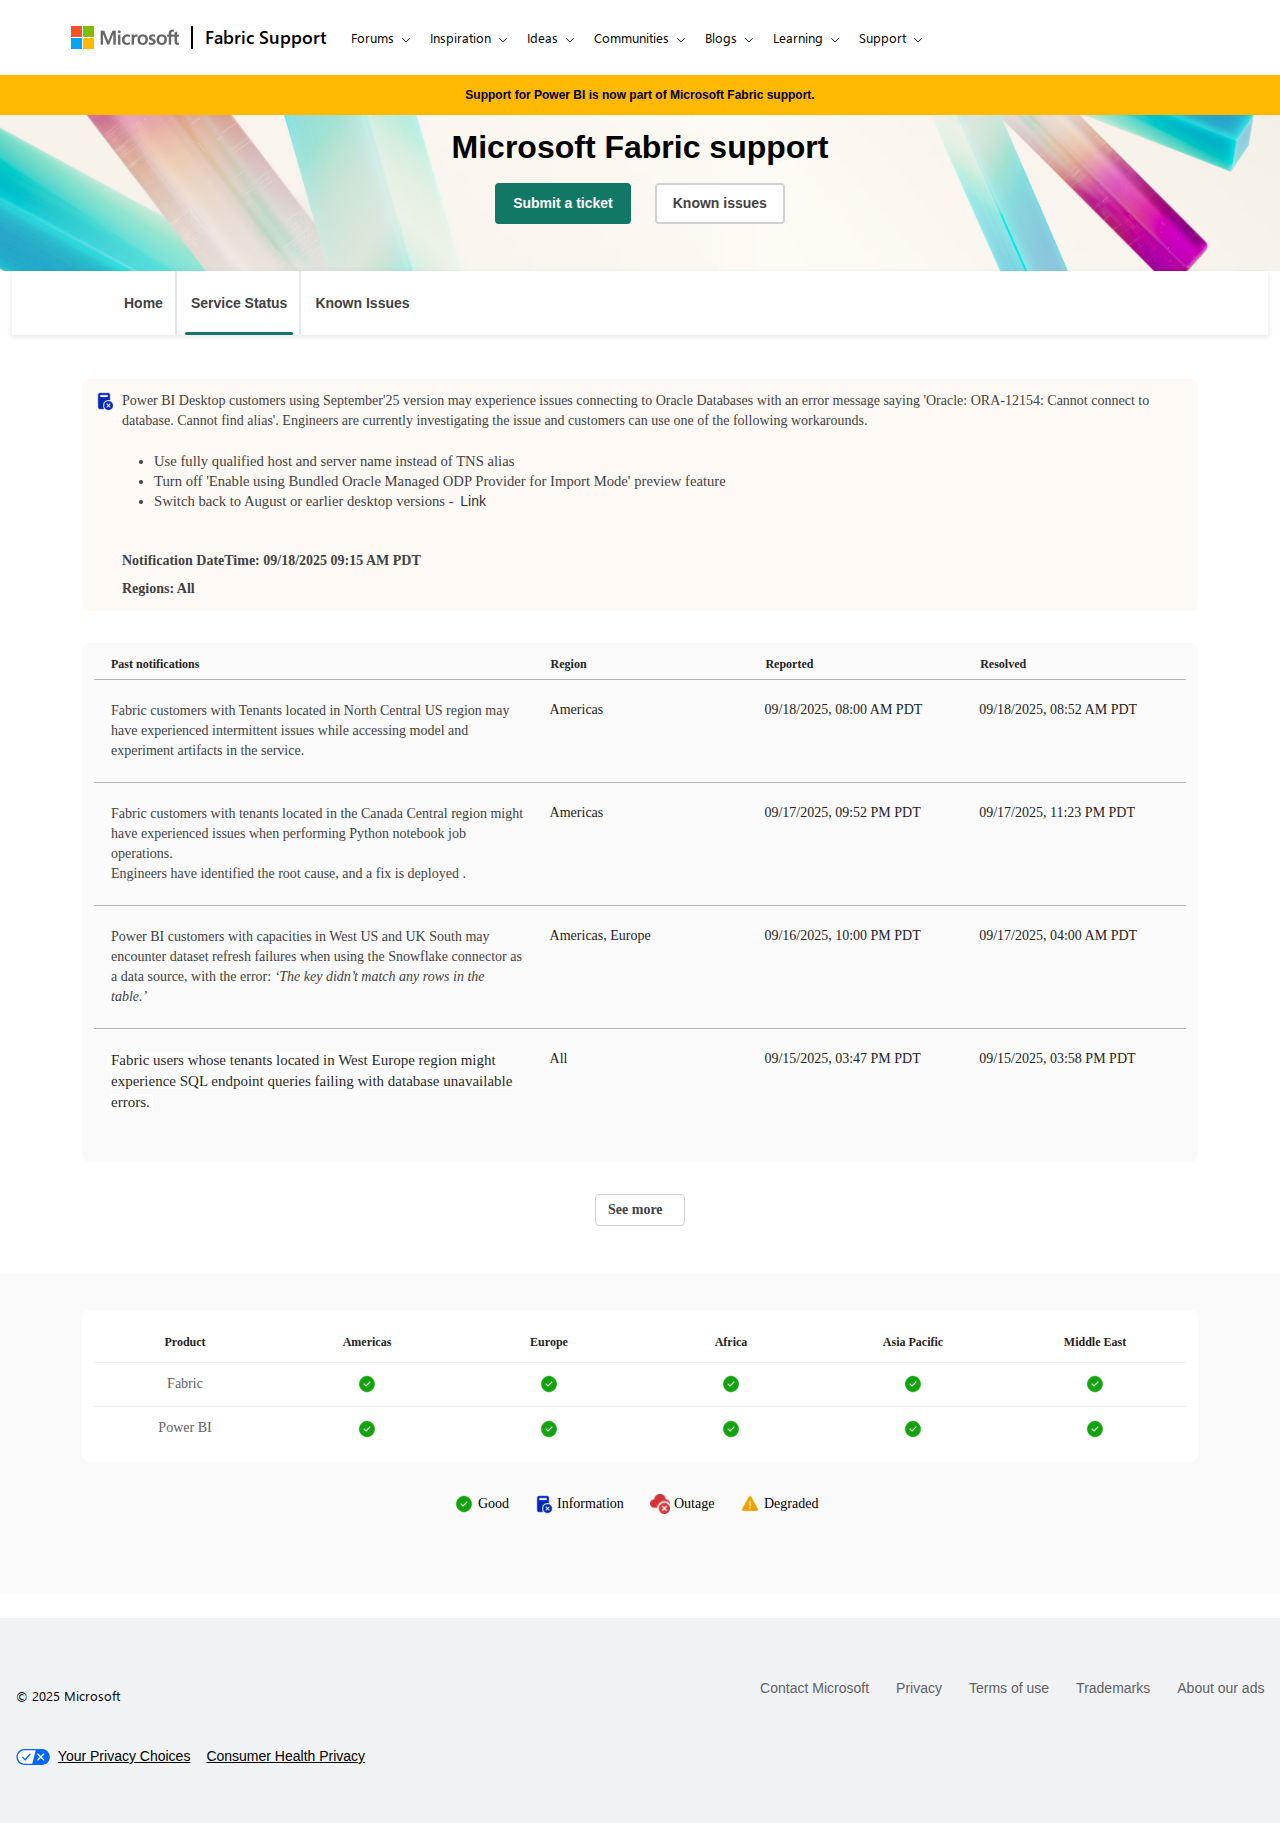 Microsoft | Fabric Support Forums Inspiration Ideas Communities Blogs Learning Support
Support for Power BI is now part of Microsoft Fabric support.
Microsoft Fabric support
Submit a ticket Known issues
Home Service Status Known Issues
Power BI Desktop customers using September'25 version may experience issues connecting to Oracle Databases with an error message saying 'Oracle: ORA-12154: Cannot connect to
database. Cannot find alias'. Engineers are currently investigating the issue and customers can use one of the following workarounds.
• Use fully qualified host and server name instead of TNS alias
• Turn off 'Enable using Bundled Oracle Managed ODP Provider for Import Mode' preview feature
• Switch back to August or earlier desktop versions - Link
Notification DateTime: 09/18/2025 09:15 AM PDT
Regions: All
Past notifications Region Reported Resolved
Fabric customers with Tenants located in North Central US region may
have experienced intermittent issues while accessing model and
experiment artifacts in the service.
Americas 09/18/2025, 08:00 AM PDT 09/18/2025, 08:52 AM PDT
Fabric customers with tenants located in the Canada Central region might
have experienced issues when performing Python notebook job
operations.
Engineers have identified the root cause, and a fix is deployed .
Americas 09/17/2025, 09:52 PM PDT 09/17/2025, 11:23 PM PDT
Power BI customers with capacities in West US and UK South may
encounter dataset refresh failures when using the Snowflake connector as
a data source, with the error: ‘The key didn’t match any rows in the
table.’
Americas, Europe 09/16/2025, 10:00 PM PDT 09/17/2025, 04:00 AM PDT
Fabric users whose tenants located in West Europe region might
experience SQL endpoint queries failing with database unavailable
errors.
All 09/15/2025, 03:47 PM PDT 09/15/2025, 03:58 PM PDT
See more
Product Americas Europe Africa Asia Pacific Middle East
Fabric
Power BI
Good Information Outage Degraded
© 2025 Microsoft
Contact Microsoft Privacy Terms of use Trademarks About our ads
Your Privacy Choices Consumer Health Privacy